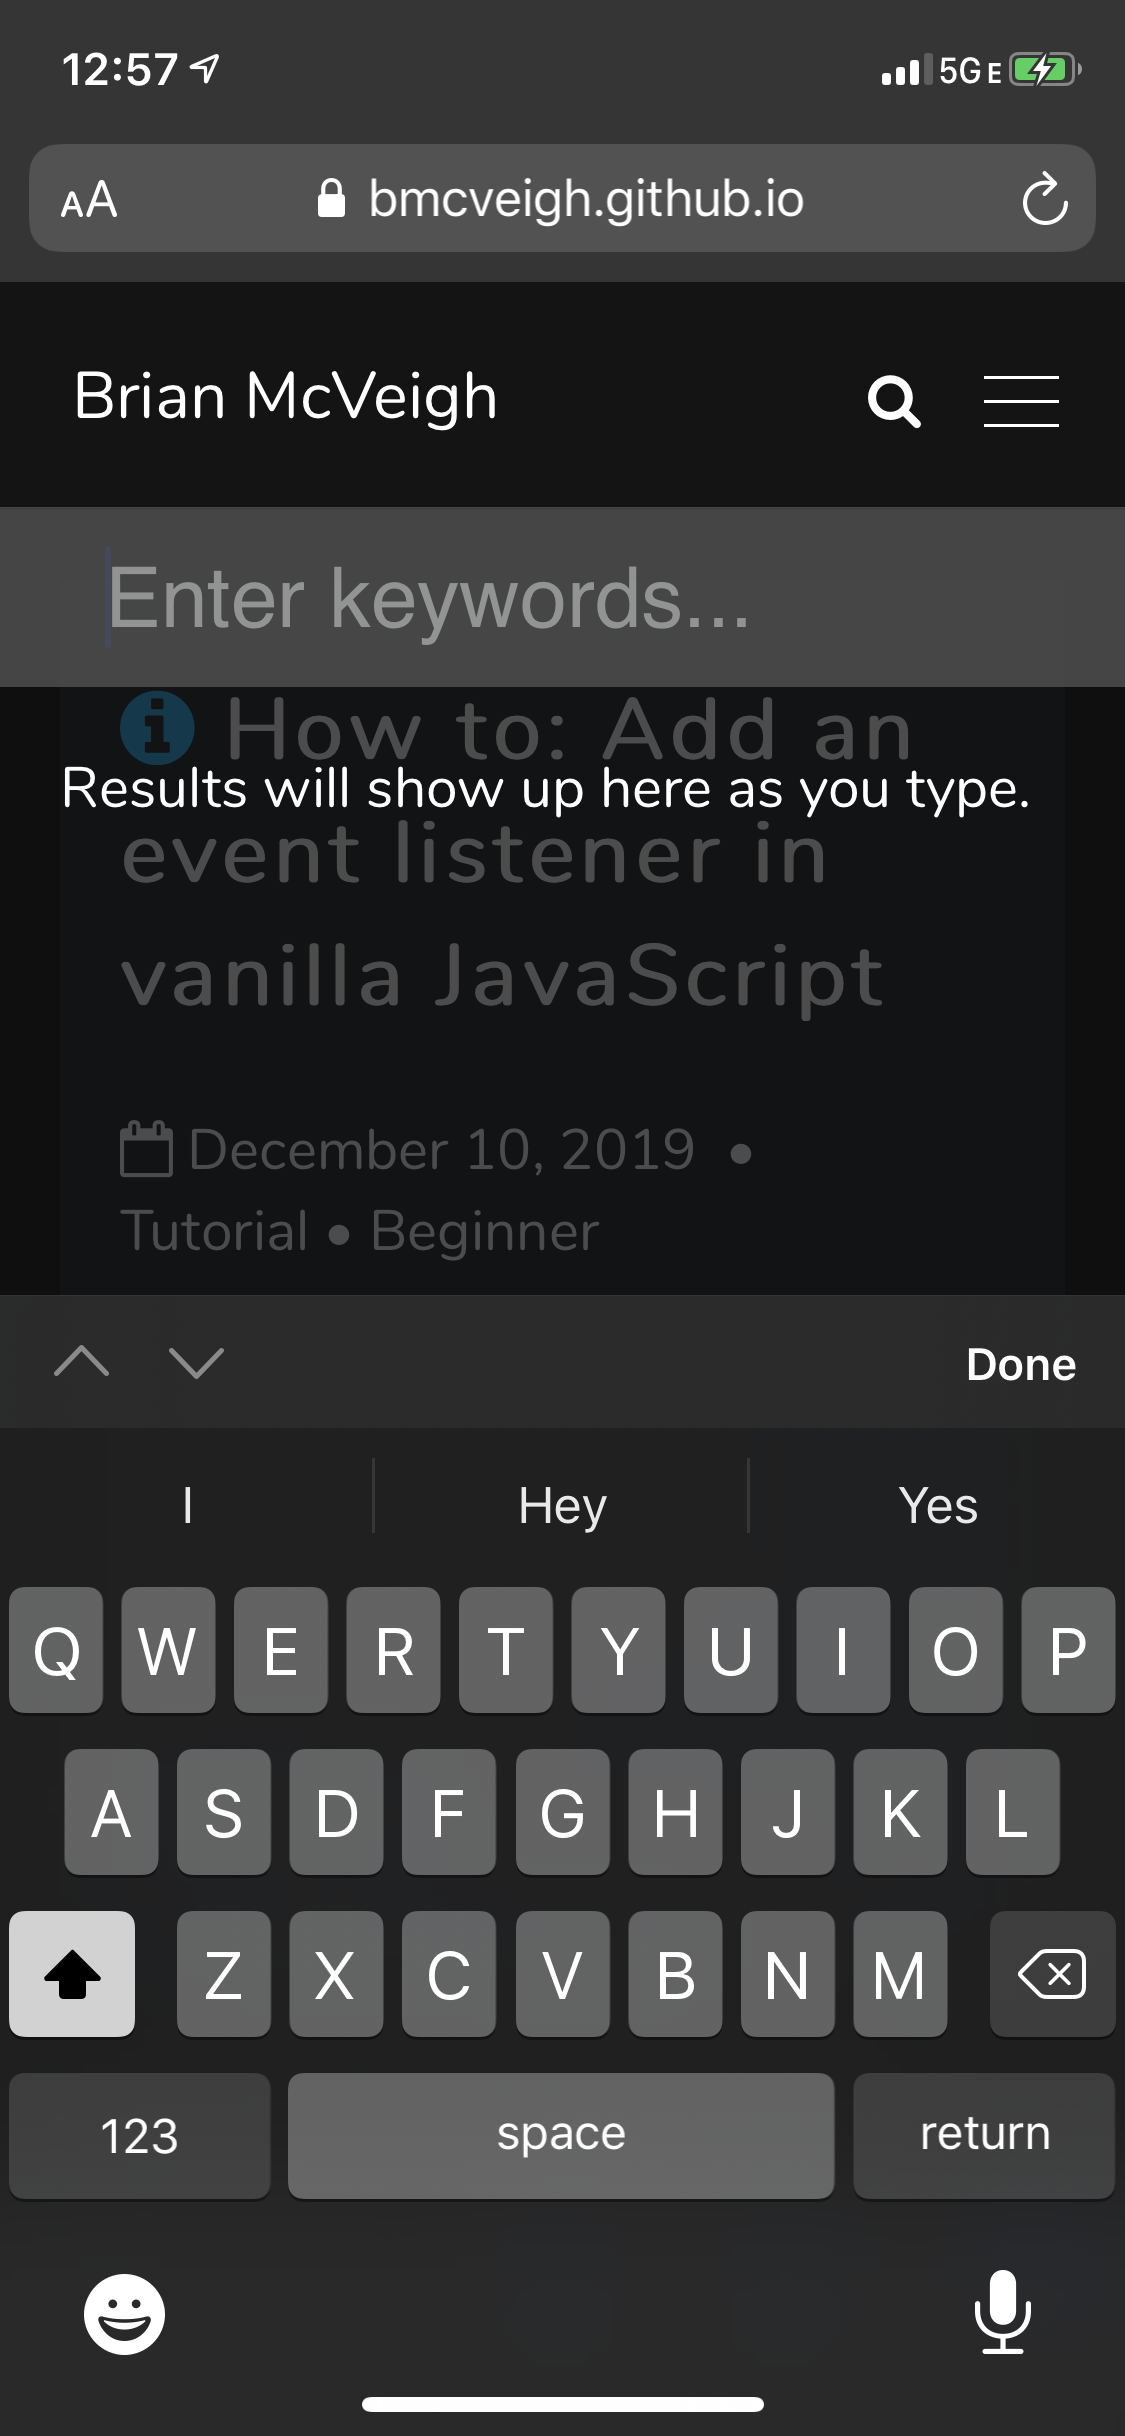 12:57 5GE
AA bmcveigh.github.io
Brian McVeigh
Enter keywords...
How to: Add an
Results will show up here as you type.
event listener in
vanilla JavaScript
December 10, 2019 •
Tutorial • Beginner
Done
I Hey Yes
Q W E R T Y U I O P
A S D F G H J K L
Z X C V B N M
123 space return